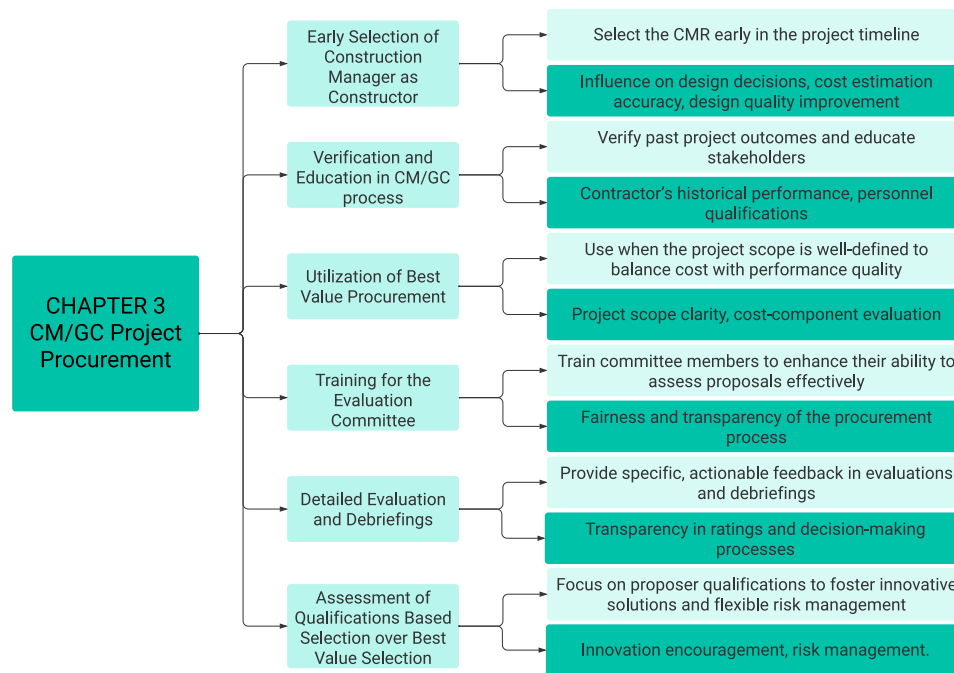 CHAPTER 3
CM/GC Project
Procurement
Early Selection of
Construction
Manager as
Constructor
Select the CMR early in the project timeline
Influence on design decisions, cost estimation
accuracy, design quality improvement
Verification and
Education in CM/GC
process
Verify past project outcomes and educate
stakeholders
Contractor's historical performance, personnel
qualifications
Utilization of Best
Value Procurement
Use when the project scope is well-defined to
balance cost with performance quality
Project scope clarity, cost-component evaluation
Training for the
Evaluation
Committee
Train committee members to enhance their ability to
assess proposals effectively
Fairness and transparency of the procurement
process
Detailed Evaluation
and Debriefings
Provide specific, actionable feedback in evaluations
and debriefings
Transparency in ratings and decision-making
processes
Assessment of
Qualifications Based
Selection over Best
Value Selection
Focus on proposer qualifications to foster innovative
solutions and flexible risk management
Innovation encouragement, risk management.